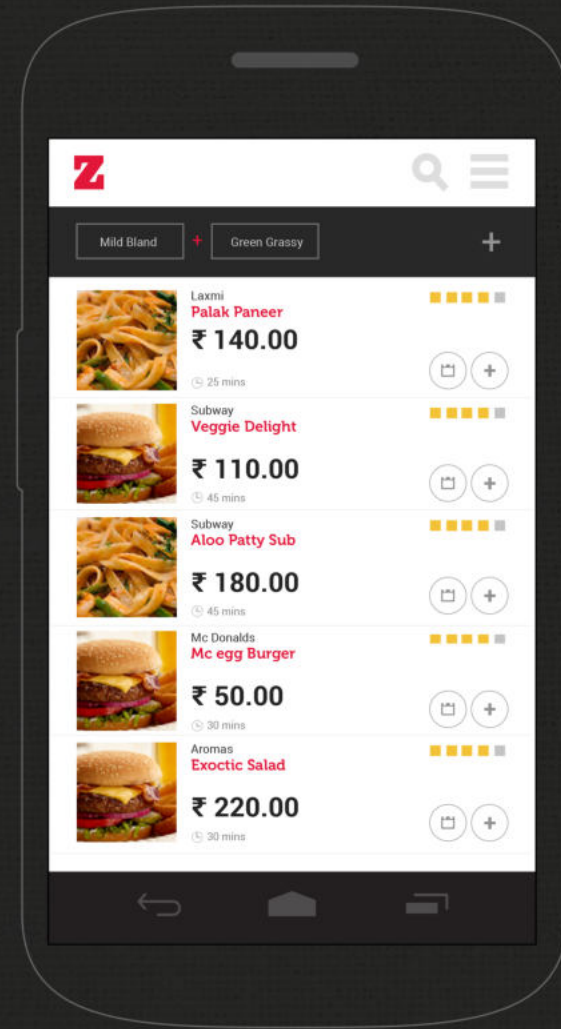 Z
Mild Bland + Green Grassy +
Laxmi
Palak Paneer
₹ 140.00
25 mins
Subway
Veggie Delight
₹ 110.00
45 mins
Subway
Aloo Patty Sub
₹ 180.00
45 mins
Mc Donalds
Mc egg Burger
₹ 50.00
30 mins
Aromas
Exoctic Salad
₹ 220.00
30 mins